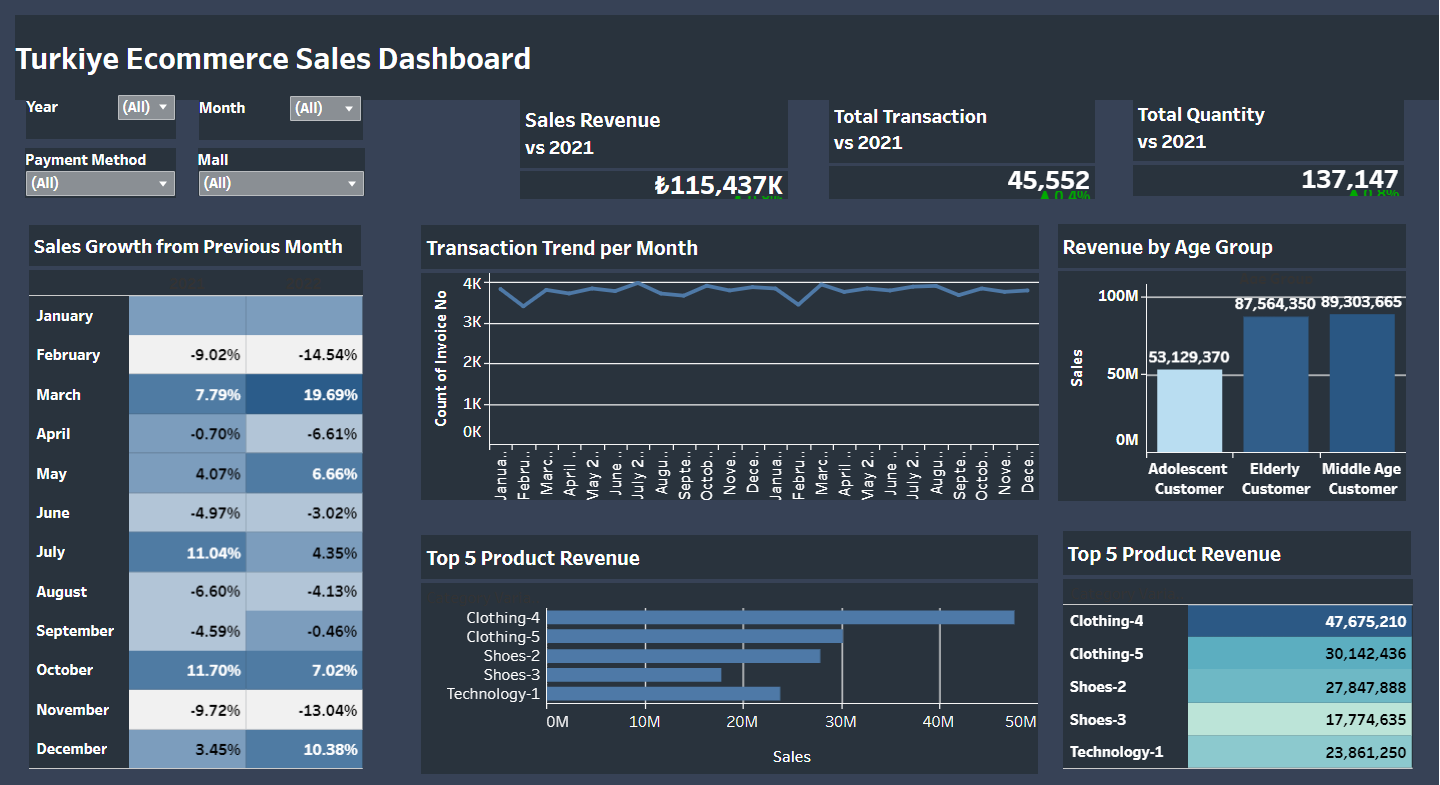 Turkiye Ecommerce Sales Dashboard
Year (All) Month (All)
Payment Method Mall
(All) (All)
Sales Revenue
vs 2021
₺115,437K
Total Transaction
vs 2021
45,552
▲ 0.4%
Total Quantity
vs 2021
137,147
▲ 0.8%
Sales Growth from Previous Month
January
February -9.02% -14.54%
March 7.79% 19.69%
April -0.70% -6.61%
May 4.07% 6.66%
June -4.97% -3.02%
July 11.04% 4.35%
August -6.60% -4.13%
September -4.59% -0.46%
October 11.70% 7.02%
November -9.72% -13.04%
December 3.45% 10.38%
Transaction Trend per Month
Count of Invoice No
4K
3K
2K
1K
0K
Janua..
Febru..
Marc..
April ..
May 2..
June ..
July 2..
Augu..
Septe..
Octob..
Nove..
Dece..
Janua..
Febru..
Marc..
April ..
May 2..
June ..
July 2..
Augu..
Septe..
Octob..
Nove..
Dece..
Revenue by Age Group
Sales
100M
50M
0M
53,129,370
87,564,350
89,303,665
Adolescent Customer
Elderly Customer
Middle Age Customer
Top 5 Product Revenue
Clothing-4
Clothing-5
Shoes-2
Shoes-3
Technology-1
0M 10M 20M 30M 40M 50M
Sales
Top 5 Product Revenue
Clothing-4 47,675,210
Clothing-5 30,142,436
Shoes-2 27,847,888
Shoes-3 17,774,635
Technology-1 23,861,250